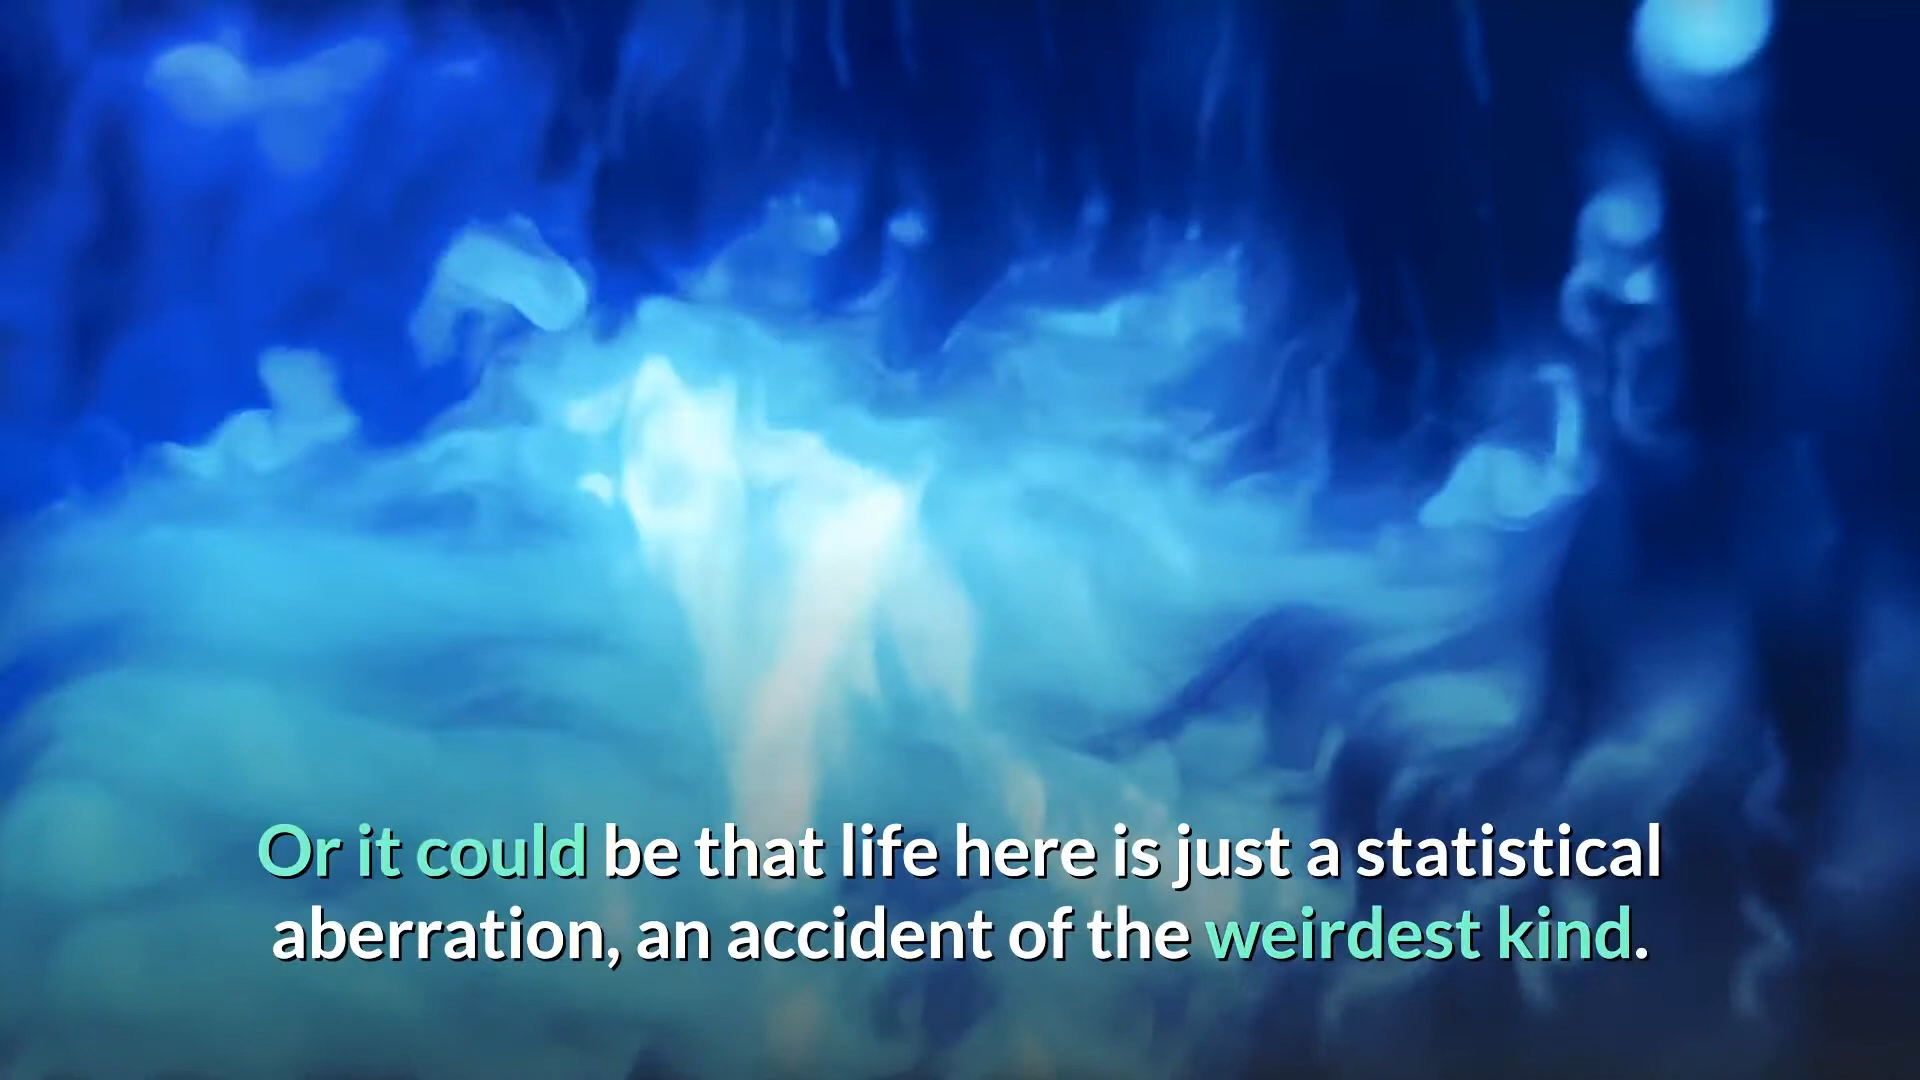 Or it could be that life here is just a statistical
aberration, an accident of the weirdest kind.